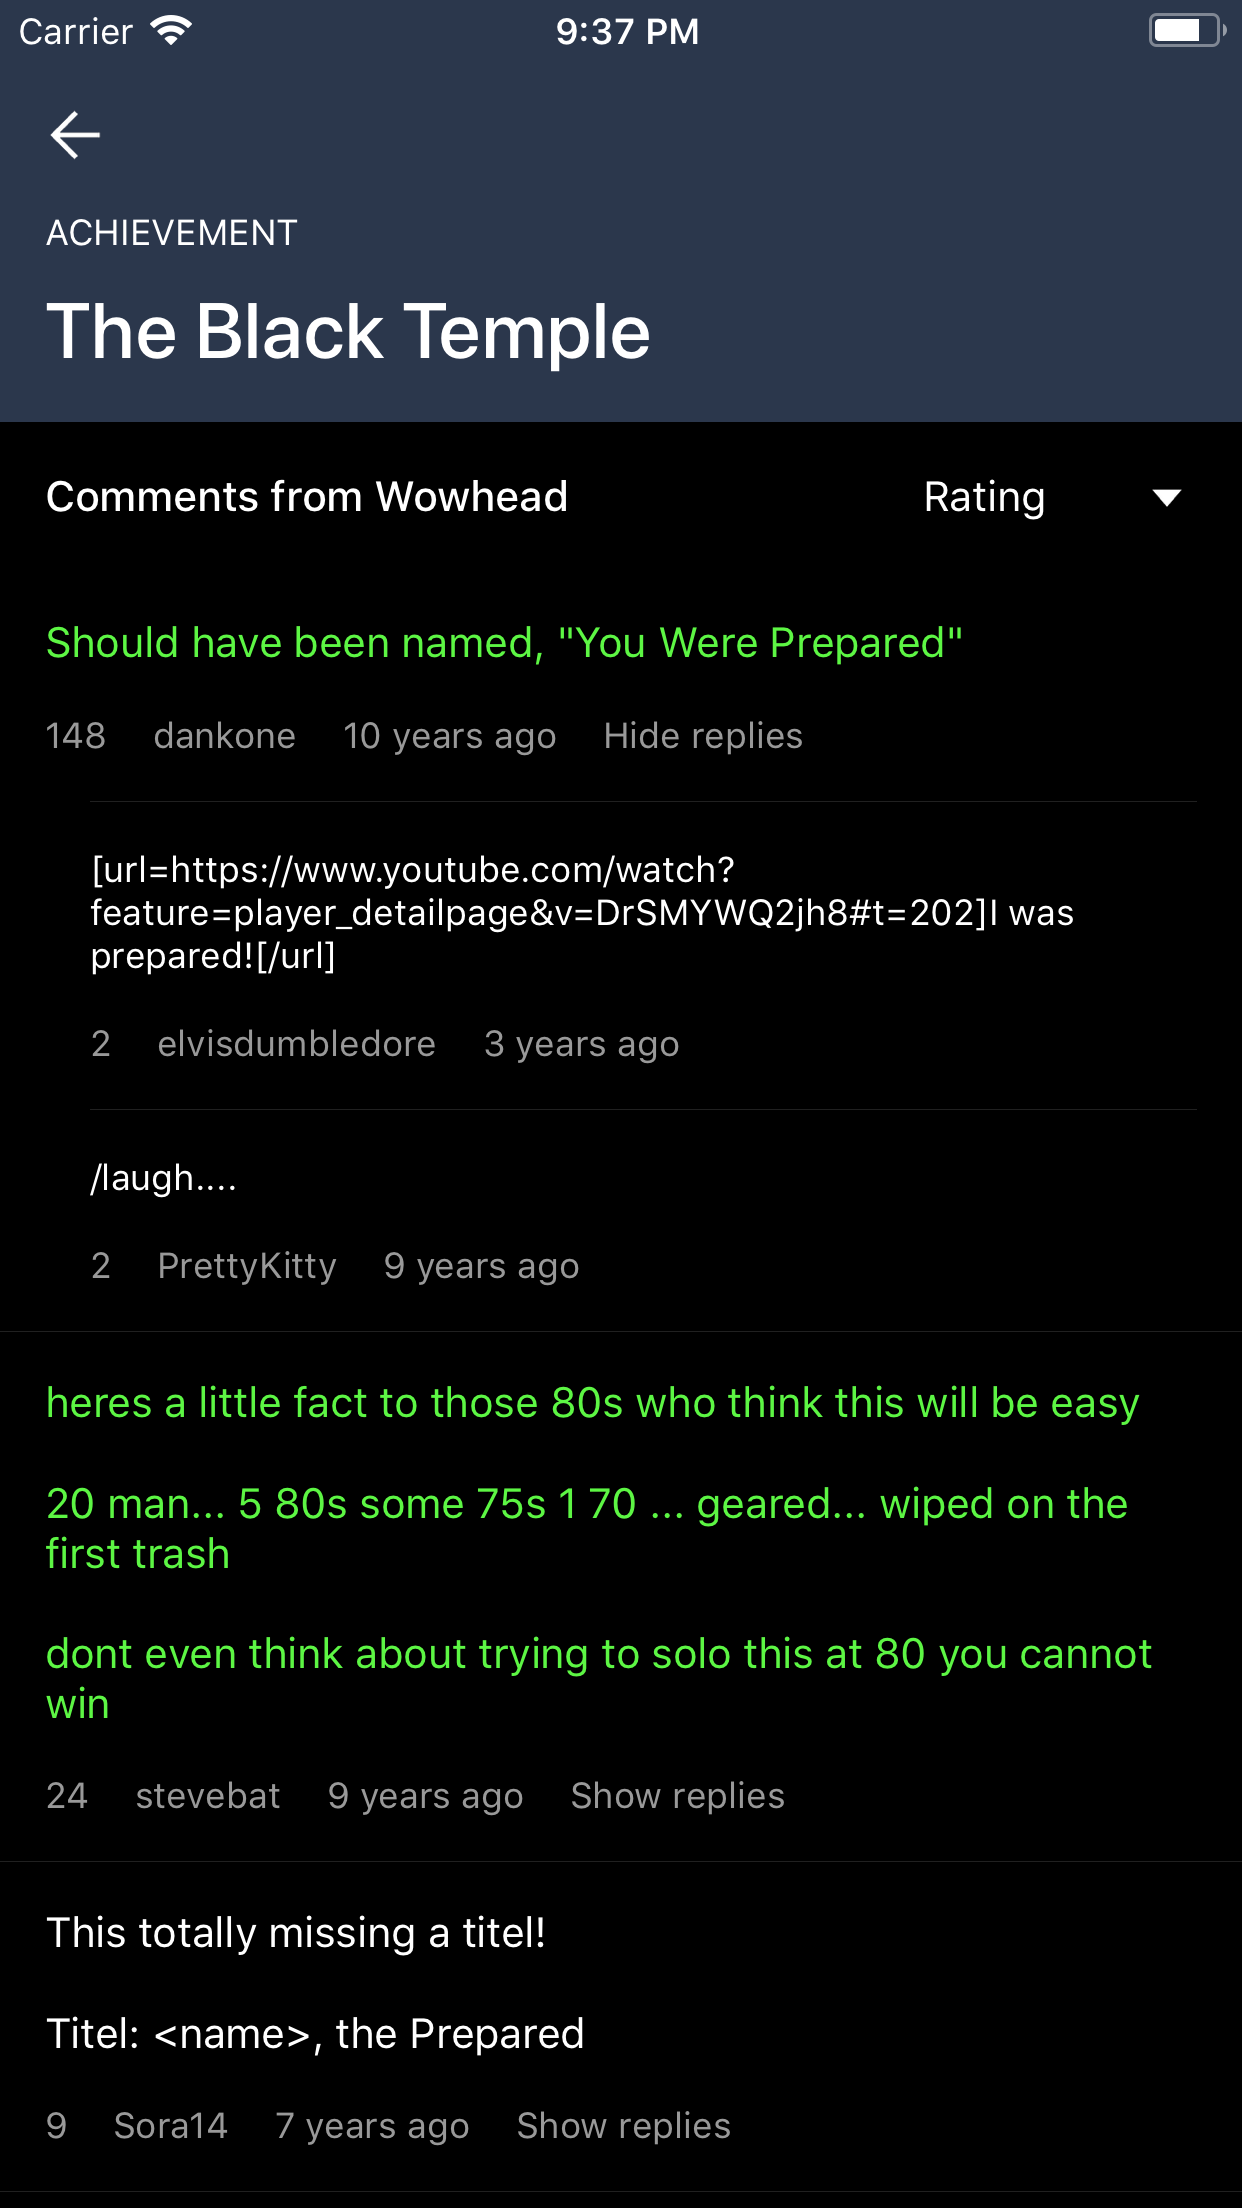 Carrier 9:37 PM
ACHIEVEMENT
The Black Temple
Comments from Wowhead Rating
Should have been named, "You Were Prepared"
148 dankone 10 years ago Hide replies
[url=https://www.youtube.com/watch?
feature=player_detailpage&v=DrSMYWQ2jh8#t=202]I was
prepared![/url]
2 elvisdumbledore 3 years ago
/laugh....
2 PrettyKitty 9 years ago
heres a little fact to those 80s who think this will be easy
20 man... 5 80s some 75s 1 70 ... geared... wiped on the
first trash
dont even think about trying to solo this at 80 you cannot
win
24 stevebat 9 years ago Show replies
This totally missing a titel!
Titel: <name>, the Prepared
9 Sora14 7 years ago Show replies